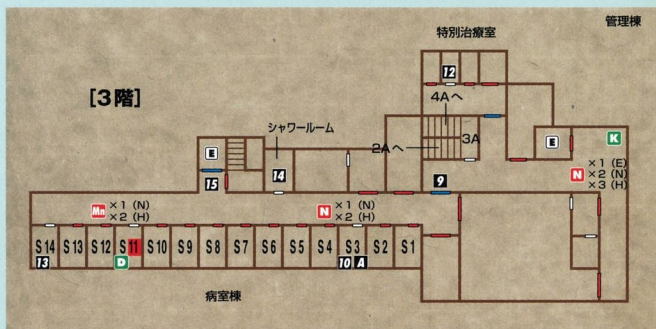 管理棟
特別治療室
[3階]
12
4Aへ
シャワールーム
3A
2Aへ
E
E
K
14
15
9
N
×1 (E)
×2 (N)
×3 (H)
Mn
×1 (N)
×2 (H)
N
×1 (N)
×2 (H)
S14
S13
S12
S11
S10
S9
S8
S7
S6
S5
S4
S3
S2
S1
13
D
10
A
病室棟